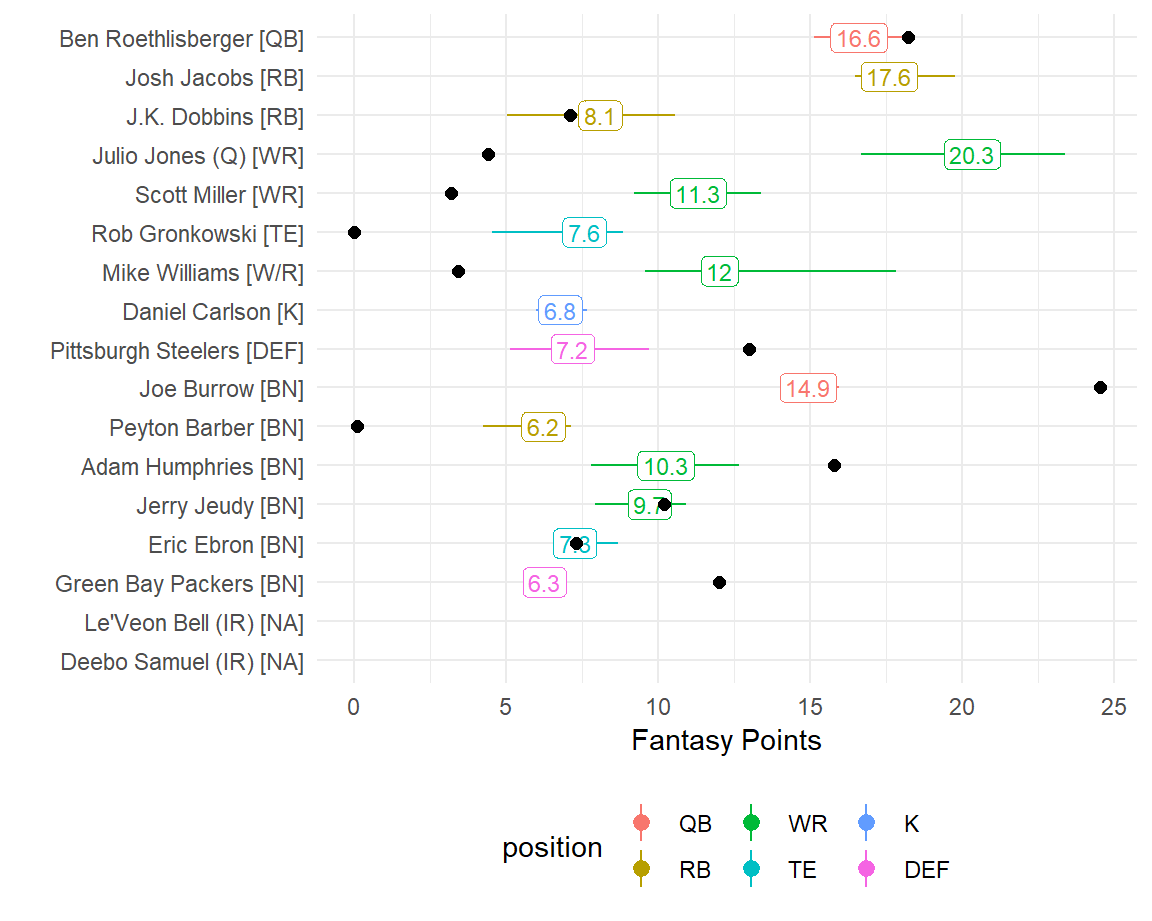 Ben Roethlisberger [QB] 16.6
Josh Jacobs [RB] 17.6
J.K. Dobbins [RB] 8.1
Julio Jones (Q) [WR] 20.3
Scott Miller [WR] 11.3
Rob Gronkowski [TE] 7.6
Mike Williams [W/R] 12
Daniel Carlson [K] 6.8
Pittsburgh Steelers [DEF] 7.2
Joe Burrow [BN] 14.9
Peyton Barber [BN] 6.2
Adam Humphries [BN] 10.3
Jerry Jeudy [BN] 9.7
Eric Ebron [BN]
Green Bay Packers [BN] 6.3
Le'Veon Bell (IR) [NA]
Deebo Samuel (IR) [NA]
0 5 10 15 20 25
Fantasy Points
position QB WR K
RB TE DEF